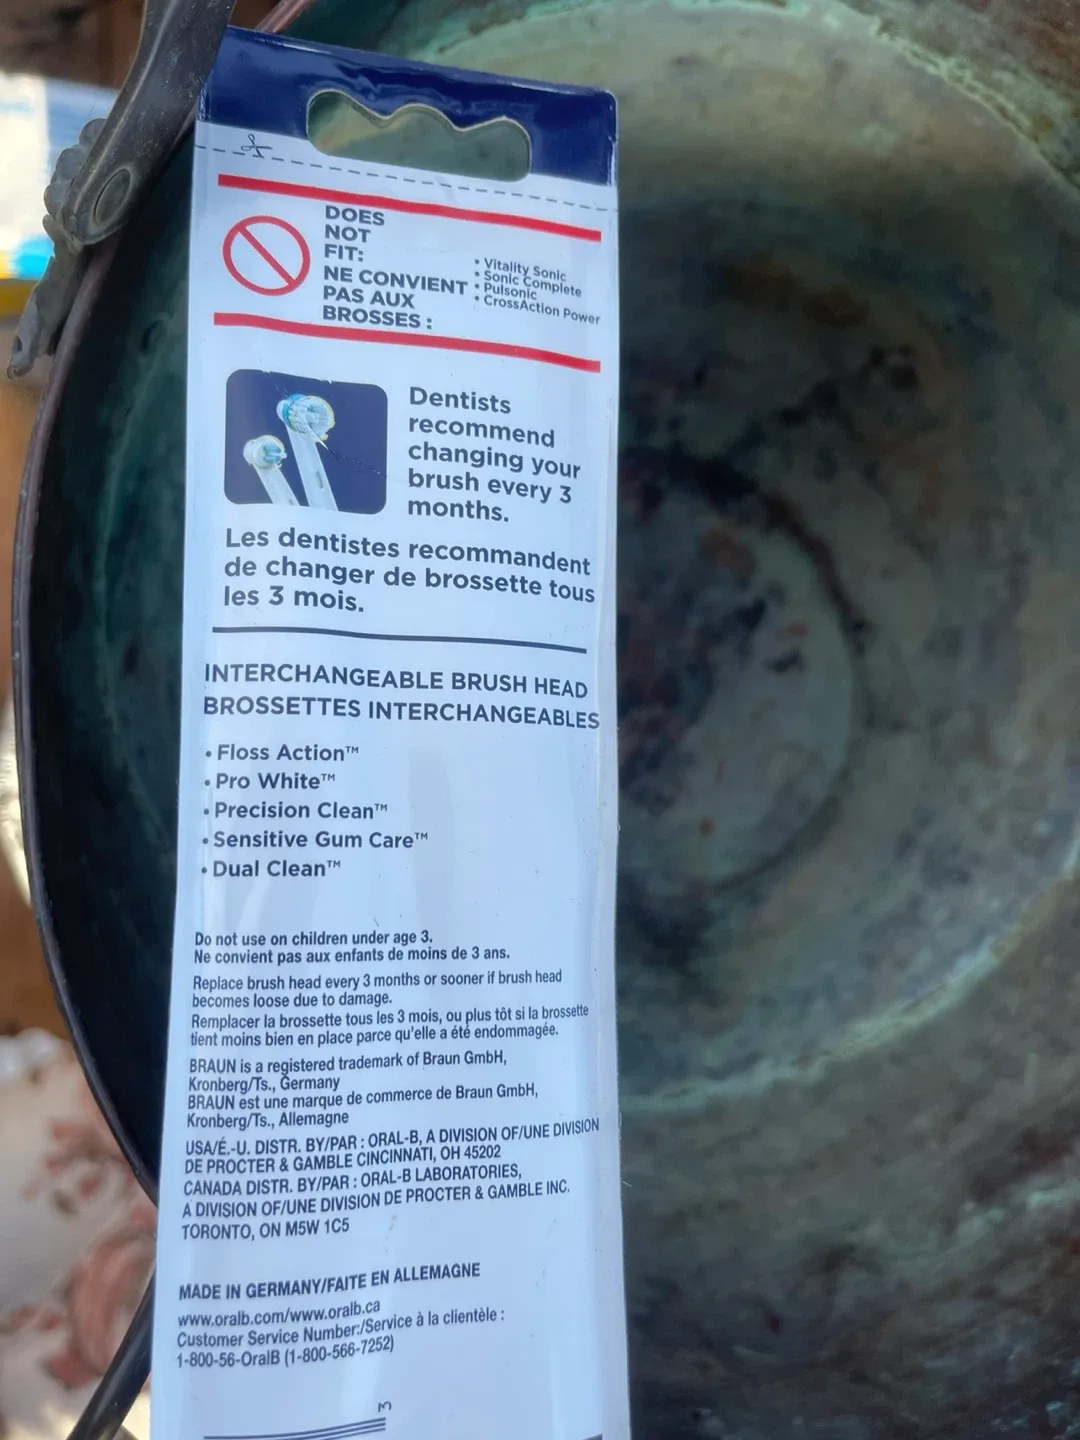 DOES
NOT
FIT:
NE CONVIENT
PAS AUX
BROSSES :
• Vitality Sonic
• Sonic Complete
• Pulsonic
• CrossAction Power
Dentists
recommend
changing your
brush every 3
months.
Les dentistes recommandent
de changer de brossette tous
les 3 mois.
INTERCHANGEABLE BRUSH HEAD
BROSSETTES INTERCHANGEABLES
• Floss Action™
• Pro White™
• Precision Clean™
• Sensitive Gum Care™
• Dual Clean™
Do not use on children under age 3.
Ne convient pas aux enfants de moins de 3 ans.
Replace brush head every 3 months or sooner if brush head
becomes loose due to damage.
Remplacer la brossette tous les 3 mois, ou plus tôt si la brossette
tient moins bien en place parce qu'elle a été endommagée.
BRAUN is a registered trademark of Braun GmbH,
Kronberg/Ts., Germany
BRAUN est une marque de commerce de Braun GmbH,
Kronberg/Ts., Allemagne
USA/É.-U. DISTR. BY/PAR : ORAL-B, A DIVISION OF/UNE DIVISION
DE PROCTER & GAMBLE CINCINNATI, OH 45202
CANADA DISTR. BY/PAR : ORAL-B LABORATORIES,
A DIVISION OF/UNE DIVISION DE PROCTER & GAMBLE INC.
TORONTO, ON M5W 1C5
MADE IN GERMANY/FAITE EN ALLEMAGNE
www.oralb.com/www.oralb.ca
Customer Service Number:/Service à la clientèle :
1-800-56-OralB (1-800-566-7252)
3